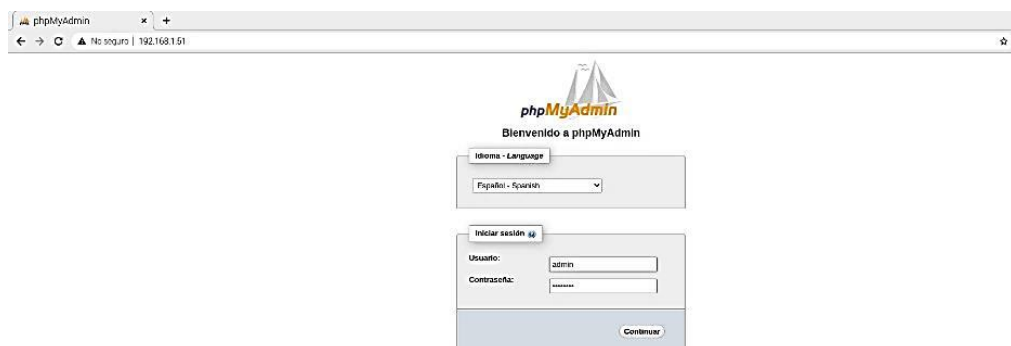 phpMyAdmin
No seguro | 192.168.1.51
phpMyAdmin
Bienvenido a phpMyAdmin
Idioma - Language
Español - Spanish
Iniciar sesión
Usuario:
admin
Contraseña:
Continuar